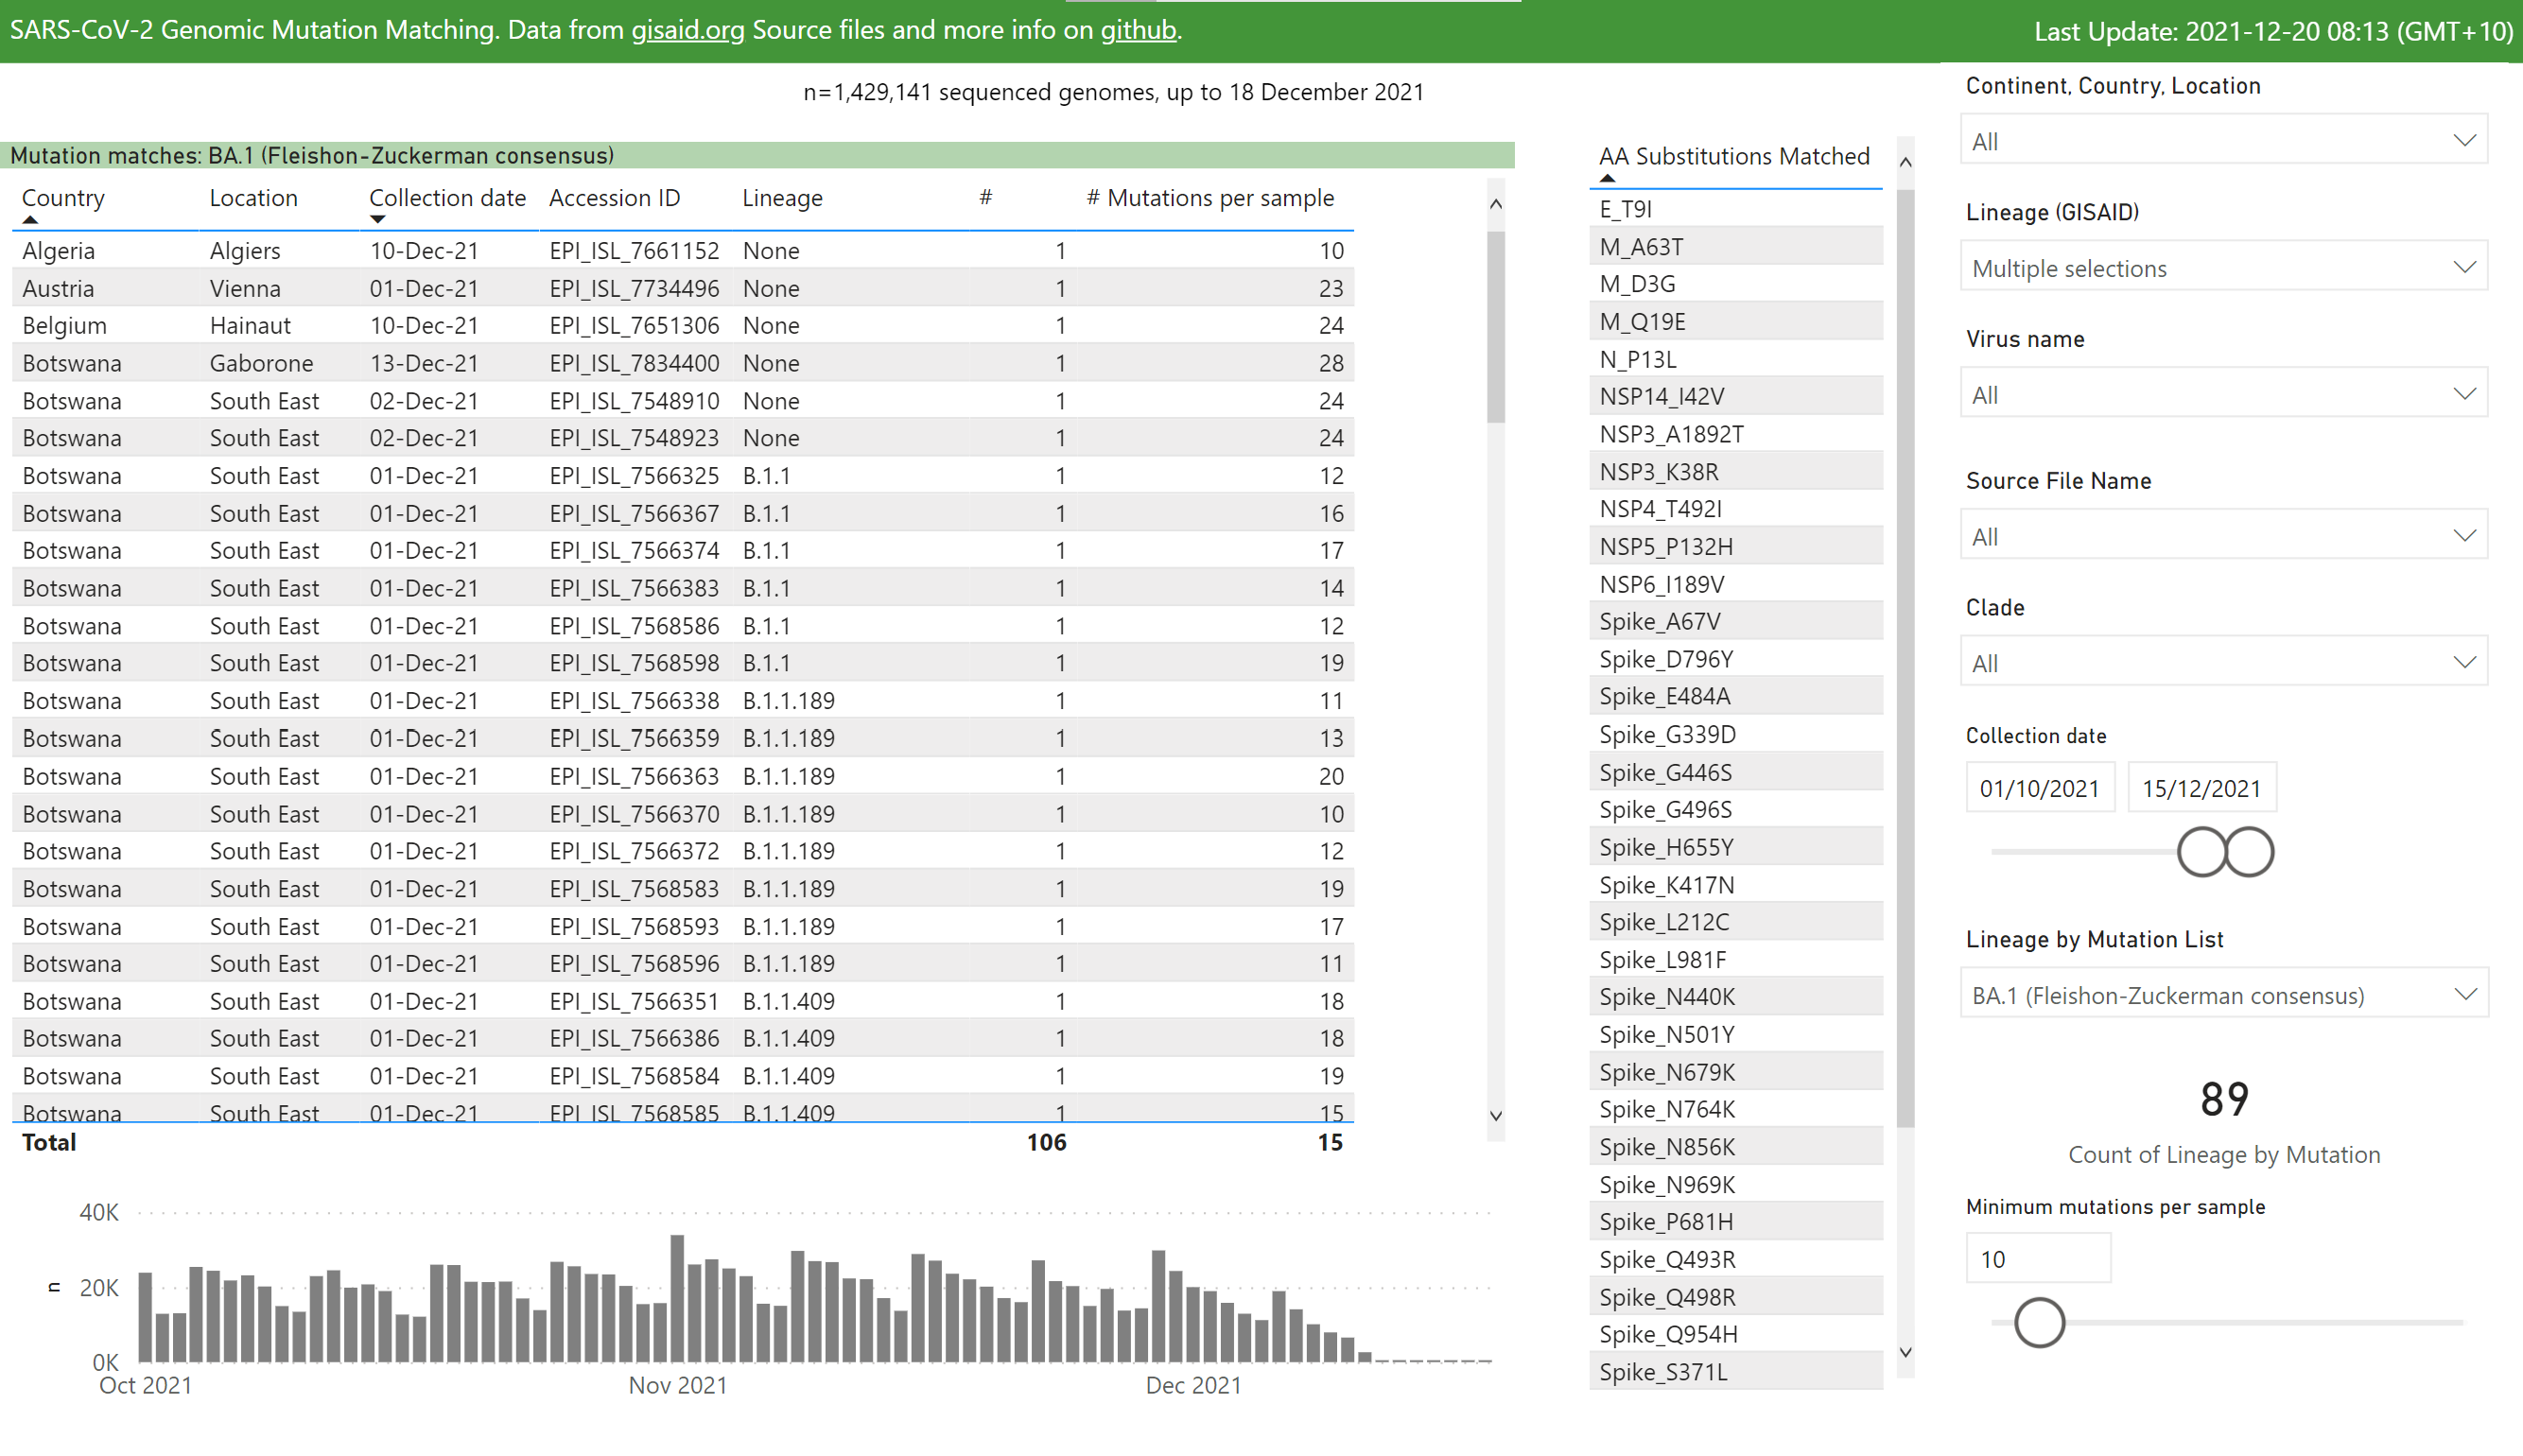 SARS-CoV-2 Genomic Mutation Matching. Data from gisaid.org Source files and more info on github.
Last Update: 2021-12-20 08:13 (GMT+10)
n=1,429,141 sequenced genomes, up to 18 December 2021
Mutation matches: BA.1 (Fleishon-Zuckerman consensus)
Country Location Collection date Accession ID Lineage # # Mutations per sample
Algeria Algiers 10-Dec-21 EPI_ISL_7661152 None 1 10
Austria Vienna 01-Dec-21 EPI_ISL_7734496 None 1 23
Belgium Hainaut 10-Dec-21 EPI_ISL_7651306 None 1 24
Botswana Gaborone 13-Dec-21 EPI_ISL_7834400 None 1 28
Botswana South East 02-Dec-21 EPI_ISL_7548910 None 1 24
Botswana South East 02-Dec-21 EPI_ISL_7548923 None 1 24
Botswana South East 01-Dec-21 EPI_ISL_7566325 B.1.1 1 12
Botswana South East 01-Dec-21 EPI_ISL_7566367 B.1.1 1 16
Botswana South East 01-Dec-21 EPI_ISL_7566374 B.1.1 1 17
Botswana South East 01-Dec-21 EPI_ISL_7566383 B.1.1 1 14
Botswana South East 01-Dec-21 EPI_ISL_7568586 B.1.1 1 12
Botswana South East 01-Dec-21 EPI_ISL_7568598 B.1.1 1 19
Botswana South East 01-Dec-21 EPI_ISL_7566338 B.1.1.189 1 11
Botswana South East 01-Dec-21 EPI_ISL_7566359 B.1.1.189 1 13
Botswana South East 01-Dec-21 EPI_ISL_7566363 B.1.1.189 1 20
Botswana South East 01-Dec-21 EPI_ISL_7566370 B.1.1.189 1 10
Botswana South East 01-Dec-21 EPI_ISL_7566372 B.1.1.189 1 12
Botswana South East 01-Dec-21 EPI_ISL_7568583 B.1.1.189 1 19
Botswana South East 01-Dec-21 EPI_ISL_7568593 B.1.1.189 1 17
Botswana South East 01-Dec-21 EPI_ISL_7568596 B.1.1.189 1 11
Botswana South East 01-Dec-21 EPI_ISL_7566351 B.1.1.409 1 18
Botswana South East 01-Dec-21 EPI_ISL_7566386 B.1.1.409 1 18
Botswana South East 01-Dec-21 EPI_ISL_7568584 B.1.1.409 1 19
Botswana South East 01-Dec-21 EPI_ISL_7568585 B.1.1.409 1 15
Total 106 15
40K
20K
0K
n
Oct 2021 Nov 2021 Dec 2021
AA Substitutions Matched
E_T9I
M_A63T
M_D3G
M_Q19E
N_P13L
NSP14_I42V
NSP3_A1892T
NSP3_K38R
NSP4_T492I
NSP5_P132H
NSP6_I189V
Spike_A67V
Spike_D796Y
Spike_E484A
Spike_G339D
Spike_G446S
Spike_G496S
Spike_H655Y
Spike_K417N
Spike_L212C
Spike_L981F
Spike_N440K
Spike_N501Y
Spike_N679K
Spike_N764K
Spike_N856K
Spike_N969K
Spike_P681H
Spike_Q493R
Spike_Q498R
Spike_Q954H
Spike_S371L
Continent, Country, Location
All
Lineage (GISAID)
Multiple selections
Virus name
All
Source File Name
All
Clade
All
Collection date
01/10/2021 15/12/2021
Lineage by Mutation List
BA.1 (Fleishon-Zuckerman consensus)
89
Count of Lineage by Mutation
Minimum mutations per sample
10